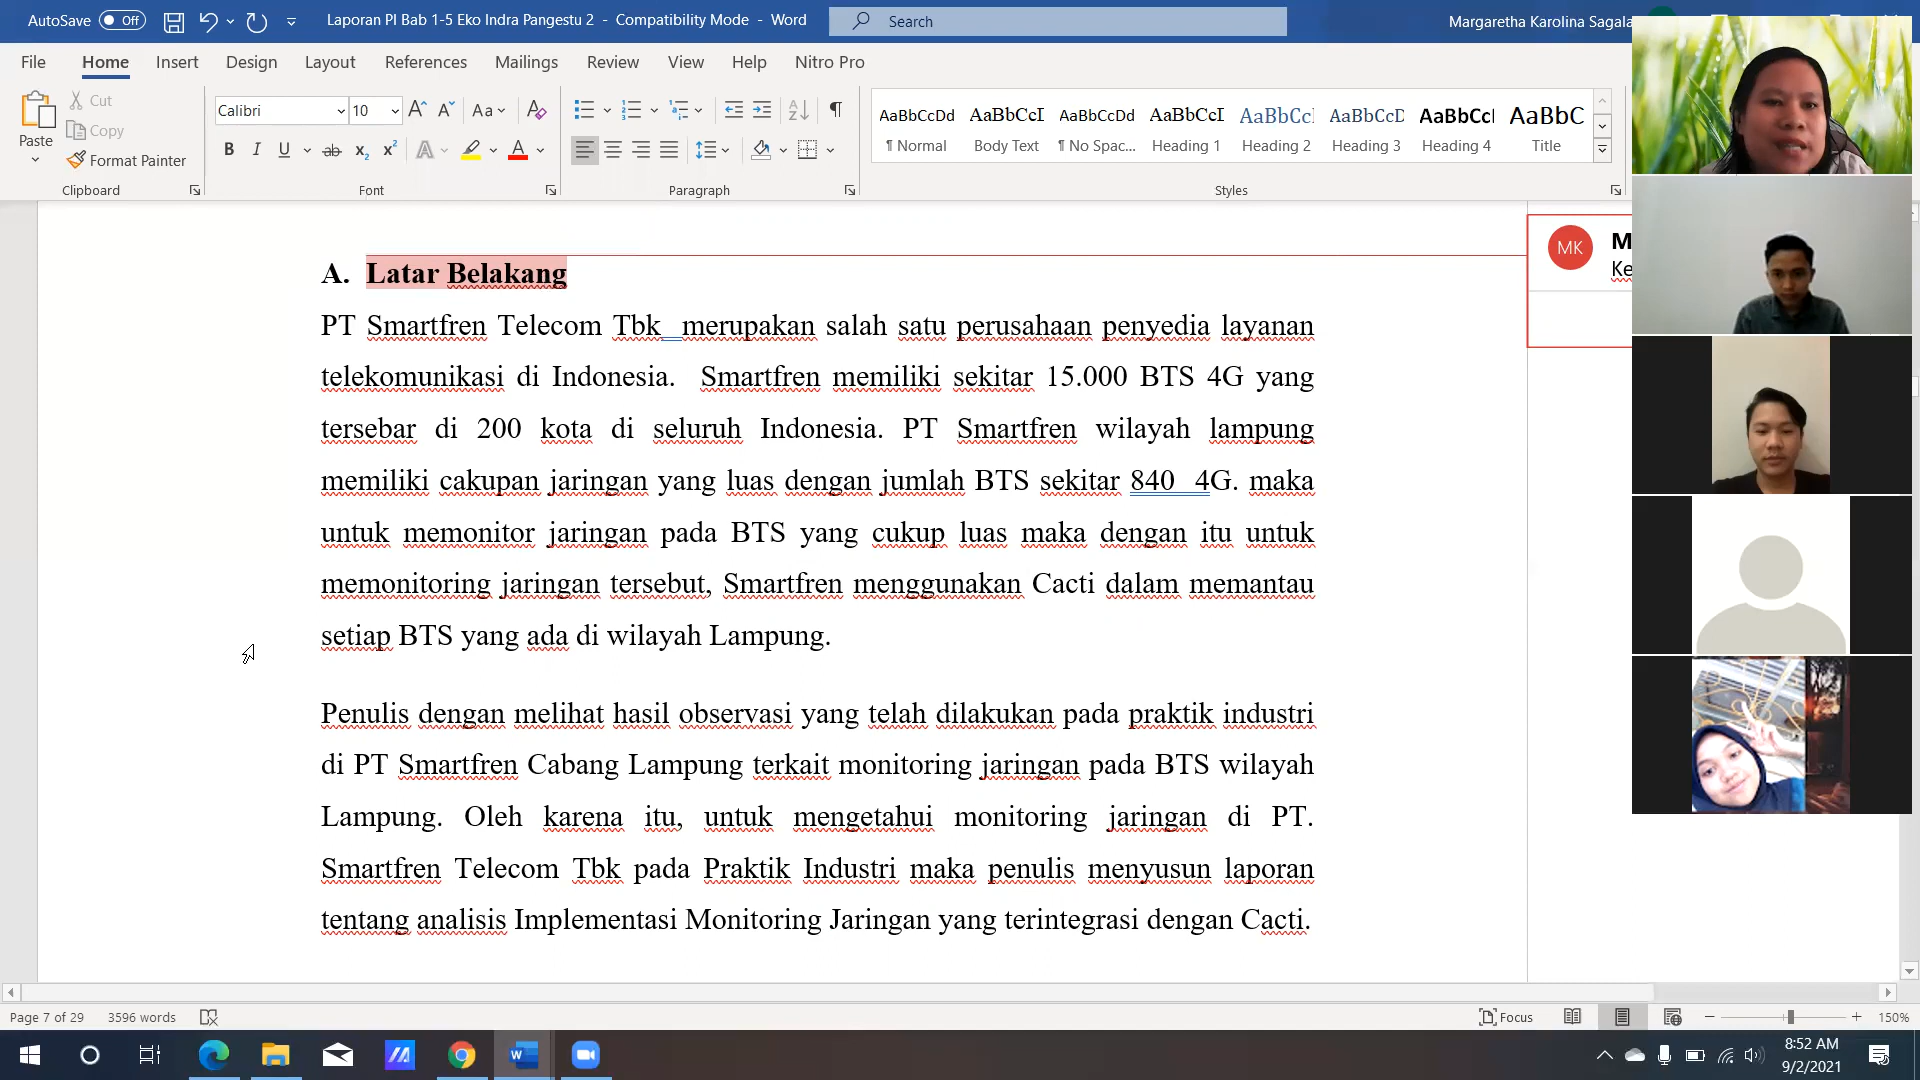 AutoSave Off Laporan PI Bab 1-5 Eko Indra Pangestu 2 - Compatibility Mode - Word Search Margaretha Karolina Sagala
File Home Insert Design Layout References Mailings Review View Help Nitro Pro
Paste Cut Copy Format Painter Clipboard
Calibri 10 Font
Paragraph
AaBbCcDd AaBbCcI AaBbCcDd AaBbCcI AaBbCcI AaBbCcD AaBbCcI AaBbC
¶ Normal Body Text ¶ No Spac... Heading 1 Heading 2 Heading 3 Heading 4 Title
Styles
MK M
Ke
A. Latar Belakang
PT Smartfren Telecom Tbk merupakan salah satu perusahaan penyedia layanan
telekomunikasi di Indonesia. Smartfren memiliki sekitar 15.000 BTS 4G yang
tersebar di 200 kota di seluruh Indonesia. PT Smartfren wilayah lampung
memiliki cakupan jaringan yang luas dengan jumlah BTS sekitar 840 4G. maka
untuk memonitor jaringan pada BTS yang cukup luas maka dengan itu untuk
memonitoring jaringan tersebut, Smartfren menggunakan Cacti dalam memantau
setiap BTS yang ada di wilayah Lampung.
Penulis dengan melihat hasil observasi yang telah dilakukan pada praktik industri
di PT Smartfren Cabang Lampung terkait monitoring jaringan pada BTS wilayah
Lampung. Oleh karena itu, untuk mengetahui monitoring jaringan di PT.
Smartfren Telecom Tbk pada Praktik Industri maka penulis menyusun laporan
tentang analisis Implementasi Monitoring Jaringan yang terintegrasi dengan Cacti.
Page 7 of 29 3596 words Focus 150%
8:52 AM
9/2/2021